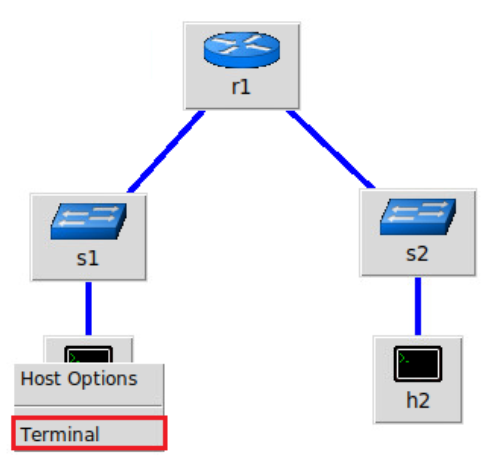 r1
s1
s2
Host Options
Terminal
h2